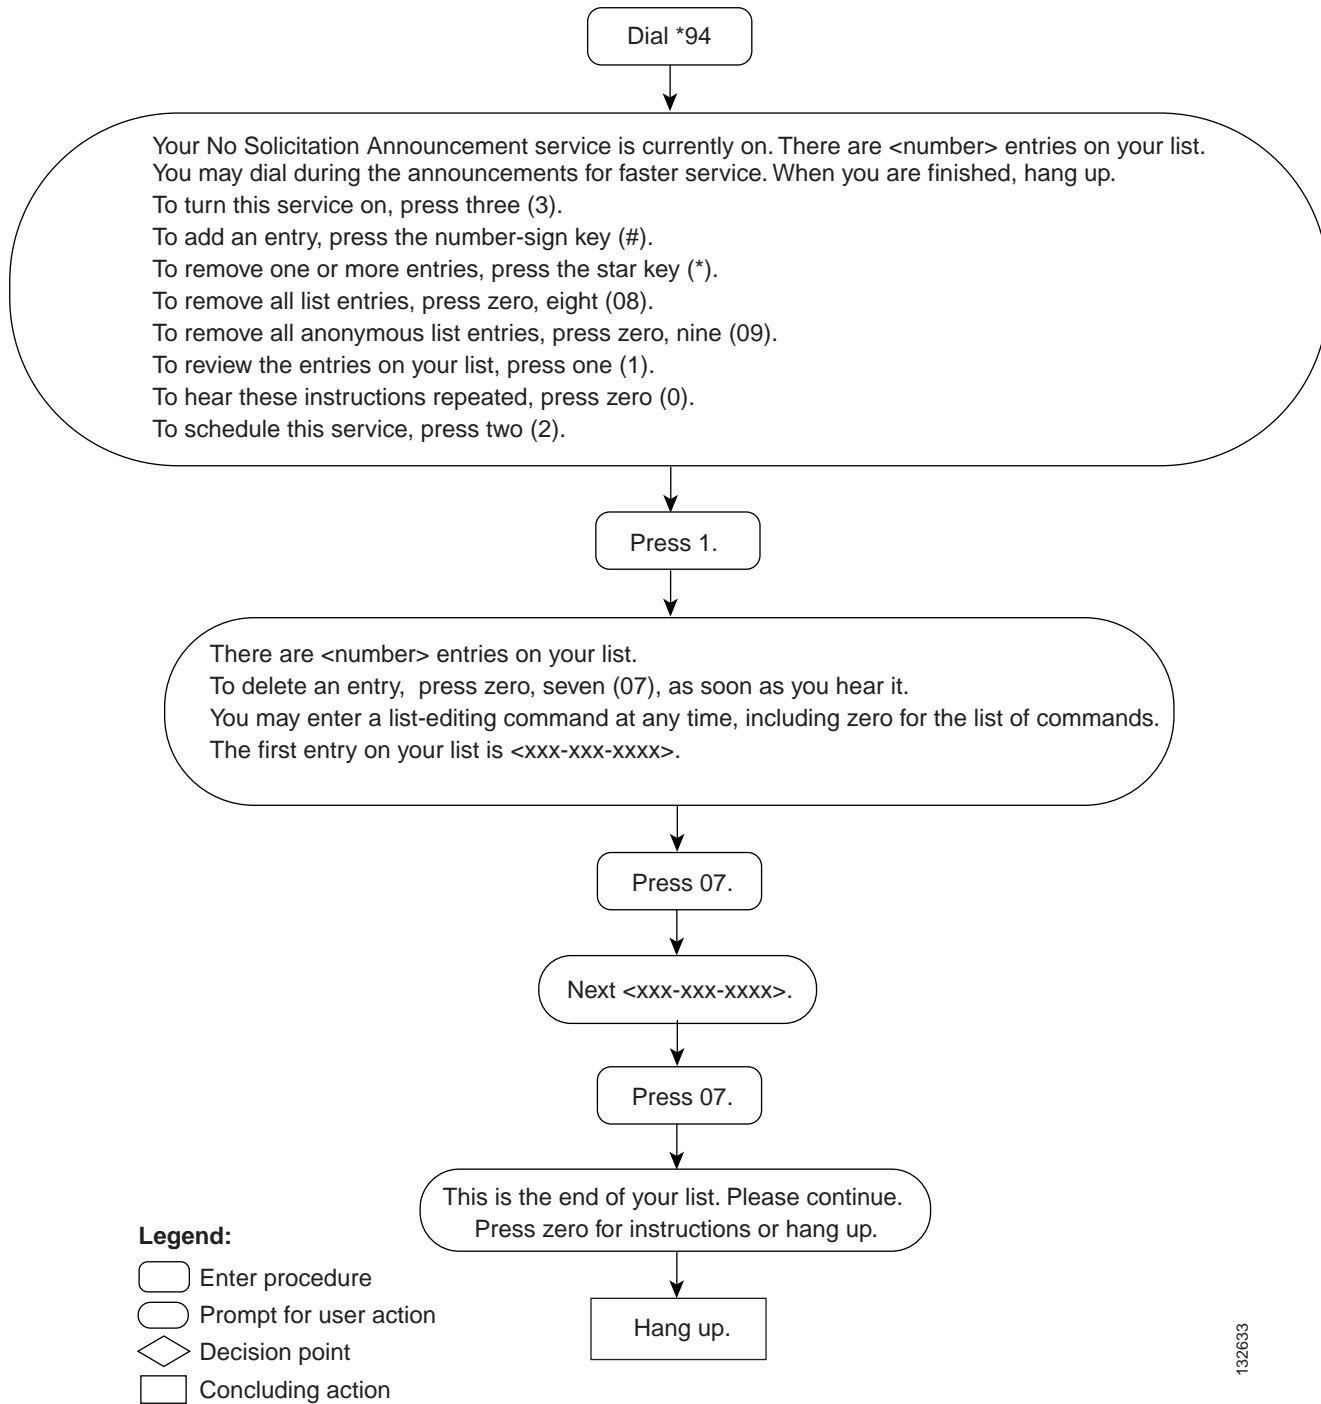 Dial *94
Your No Solicitation Announcement service is currently on. There are <number> entries on your list.
You may dial during the announcements for faster service. When you are finished, hang up.
To turn this service on, press three (3).
To add an entry, press the number-sign key (#).
To remove one or more entries, press the star key (*).
To remove all list entries, press zero, eight (08).
To remove all anonymous list entries, press zero, nine (09).
To review the entries on your list, press one (1).
To hear these instructions repeated, press zero (0).
To schedule this service, press two (2).
Press 1.
There are <number> entries on your list.
To delete an entry,  press zero, seven (07), as soon as you hear it.
You may enter a list-editing command at any time, including zero for the list of commands.
The first entry on your list is <xxx-xxx-xxxx>.
Press 07.
Next <xxx-xxx-xxxx>.
Press 07.
This is the end of your list. Please continue.
Press zero for instructions or hang up.
Hang up.
Legend:
Enter procedure
Prompt for user action
Decision point
Concluding action
132633